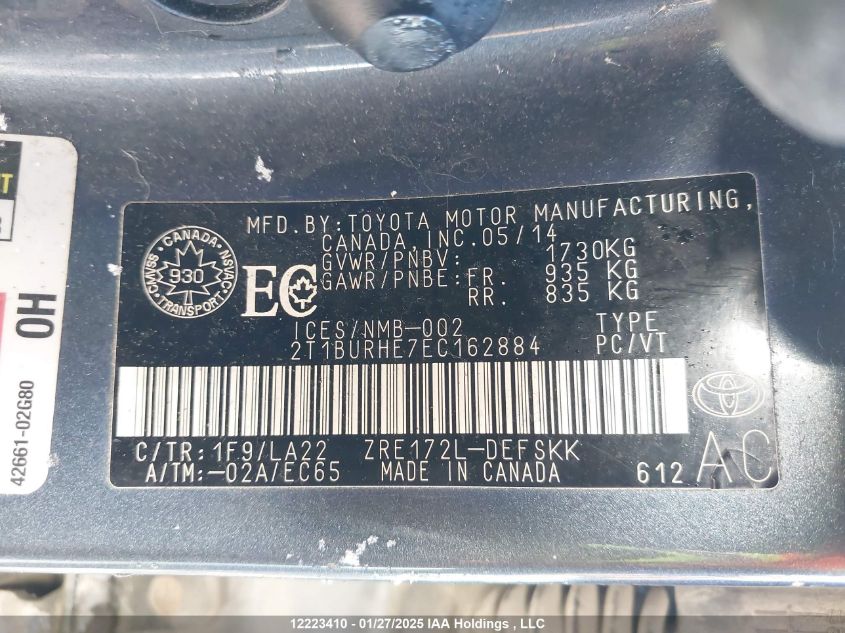 MFD.BY:TOYOTA MOTOR MANUFACTURING,
CANADA, INC.05/14
GVWR/PNBV: 1730KG
GAWR/PNBE:FR. 935 KG
RR. 835 KG
CANADA
CMVSS
NSVAC
930
TRANSPORT
EC
ICES/NMB-002 TYPE
2T1BURHE7EC162884 PC/VT
C/TR:1F9/LA22 ZRE172L-DEFSKK
A/TM:-02A/EC65 MADE IN CANADA 612 AC
OH
42661-02G80
12223410 - 01/27/2025 IAA Holdings , LLC